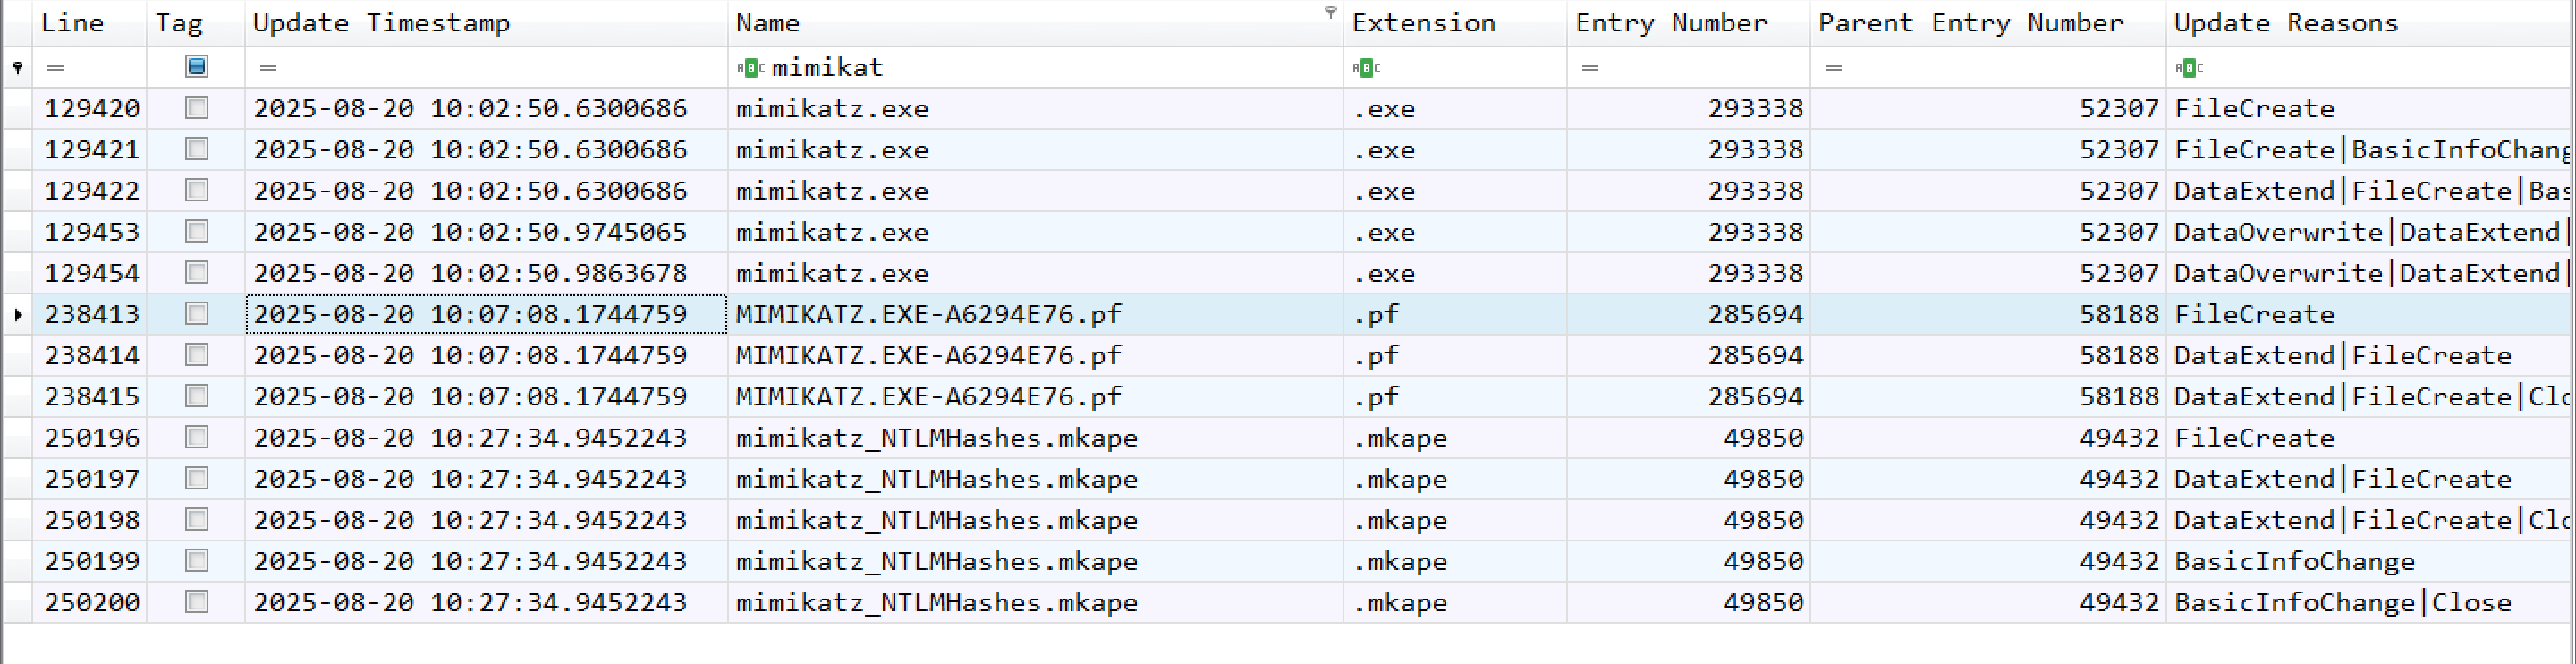 Line Tag Update Timestamp Name Extension Entry Number Parent Entry Number Update Reasons
= = ABC mimikat ABC = = ABC
129420 2025-08-20 10:02:50.6300686 mimikatz.exe .exe 293338 52307 FileCreate
129421 2025-08-20 10:02:50.6300686 mimikatz.exe .exe 293338 52307 FileCreate|BasicInfoChang
129422 2025-08-20 10:02:50.6300686 mimikatz.exe .exe 293338 52307 DataExtend|FileCreate|Bas
129453 2025-08-20 10:02:50.9745065 mimikatz.exe .exe 293338 52307 DataOverwrite|DataExtend|
129454 2025-08-20 10:02:50.9863678 mimikatz.exe .exe 293338 52307 DataOverwrite|DataExtend|
238413 2025-08-20 10:07:08.1744759 MIMIKATZ.EXE-A6294E76.pf .pf 285694 58188 FileCreate
238414 2025-08-20 10:07:08.1744759 MIMIKATZ.EXE-A6294E76.pf .pf 285694 58188 DataExtend|FileCreate
238415 2025-08-20 10:07:08.1744759 MIMIKATZ.EXE-A6294E76.pf .pf 285694 58188 DataExtend|FileCreate|Clo
250196 2025-08-20 10:27:34.9452243 mimikatz_NTLMHashes.mkape .mkape 49850 49432 FileCreate
250197 2025-08-20 10:27:34.9452243 mimikatz_NTLMHashes.mkape .mkape 49850 49432 DataExtend|FileCreate
250198 2025-08-20 10:27:34.9452243 mimikatz_NTLMHashes.mkape .mkape 49850 49432 DataExtend|FileCreate|Clo
250199 2025-08-20 10:27:34.9452243 mimikatz_NTLMHashes.mkape .mkape 49850 49432 BasicInfoChange
250200 2025-08-20 10:27:34.9452243 mimikatz_NTLMHashes.mkape .mkape 49850 49432 BasicInfoChange|Close